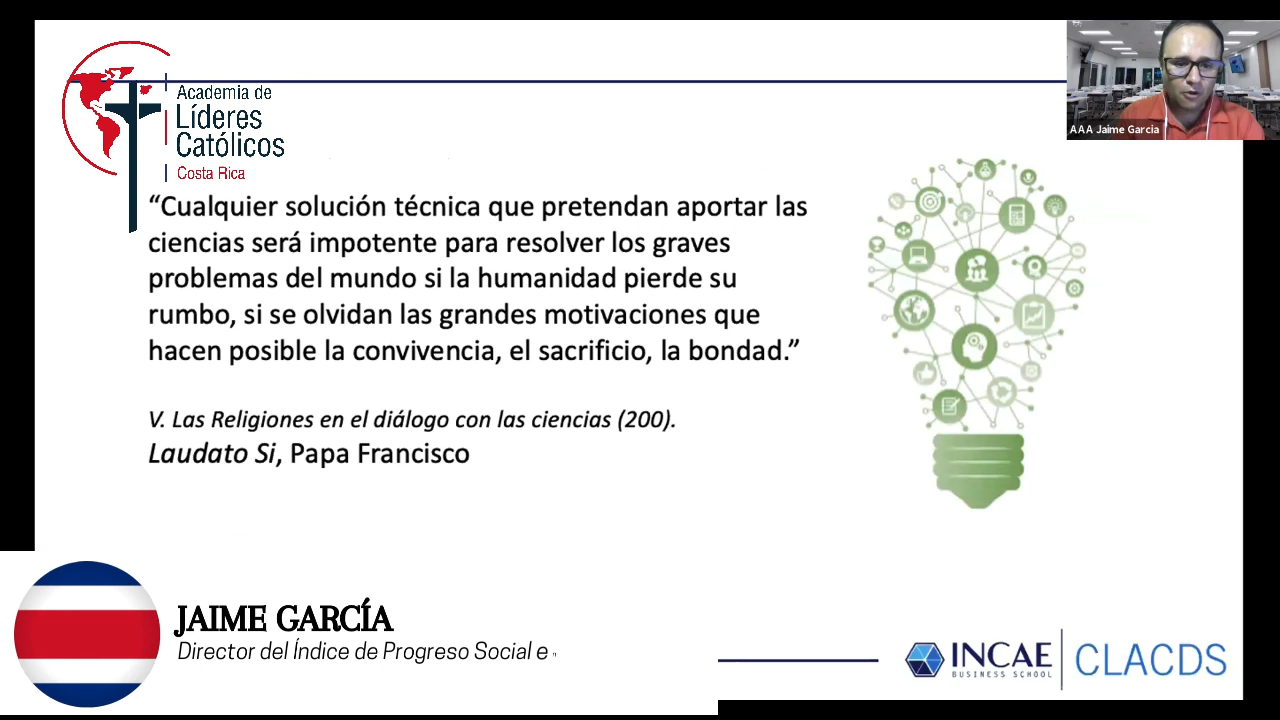 Academia de
Líderes
Católicos
Costa Rica
AAA Jaime Garcia
“Cualquier solución técnica que pretendan aportar las
ciencias será impotente para resolver los graves
problemas del mundo si la humanidad pierde su
rumbo, si se olvidan las grandes motivaciones que
hacen posible la convivencia, el sacrificio, la bondad.”
V. Las Religiones en el diálogo con las ciencias (200).
Laudato Si, Papa Francisco
JAIME GARCÍA
Director del Índice de Progreso Social e
INCAE
BUSINESS SCHOOL
CLACDS